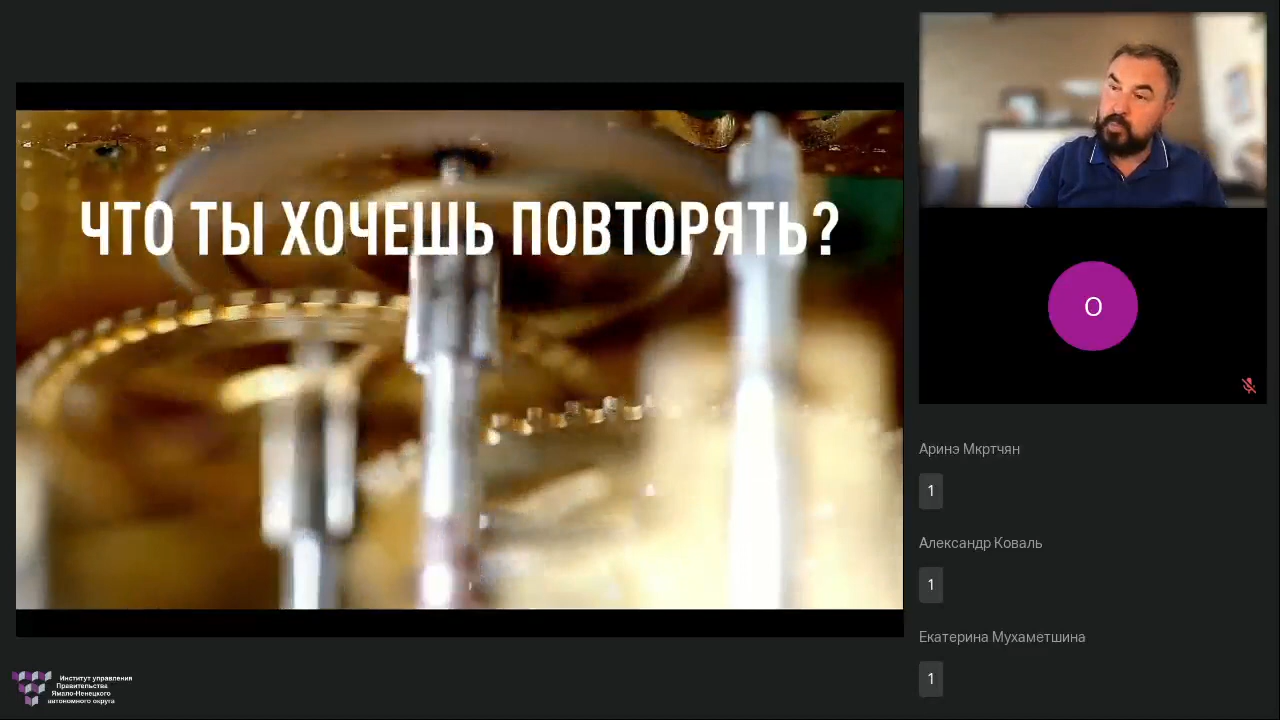 ЧТО ТЫ ХОЧЕШЬ ПОВТОРЯТЬ?
O
Аринэ Мкртчян
1
Александр Коваль
1
Екатерина Мухаметшина
1
Институт управления
Правительства
Ямало-Ненецкого
автономного округа